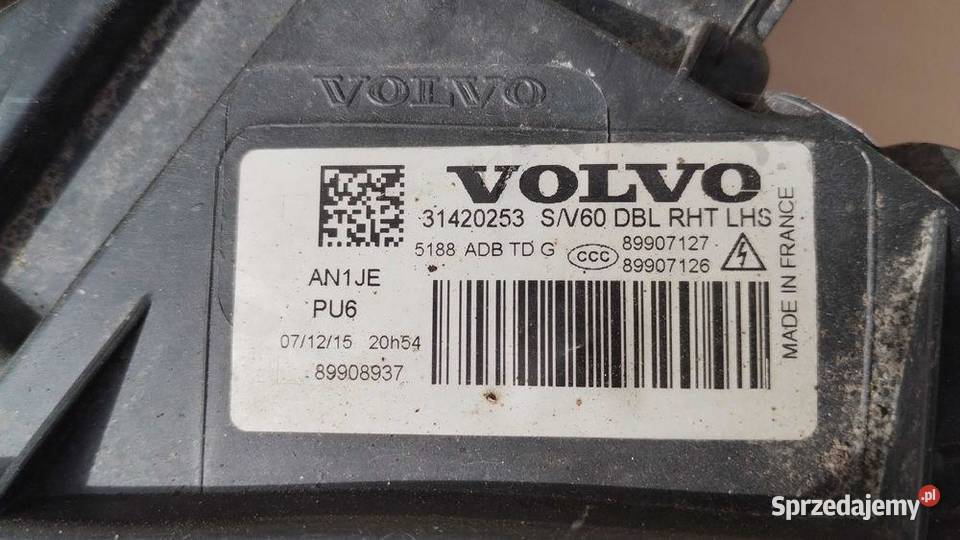 VOLVO
VOLVO
31420253 S/V60 DBL RHT LHS
5188 ADB TD G CCC 89907127
89907126
AN1JE
PU6
07/12/15 20h54
89908937
MADE IN FRANCE
Sprzedajemy.pl